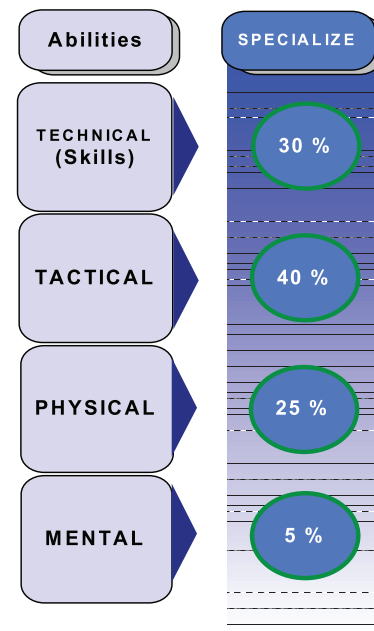 Abilities
SPECIALIZE
TECHNICAL
(Skills)
30 %
TACTICAL
40 %
PHYSICAL
25 %
MENTAL
5 %